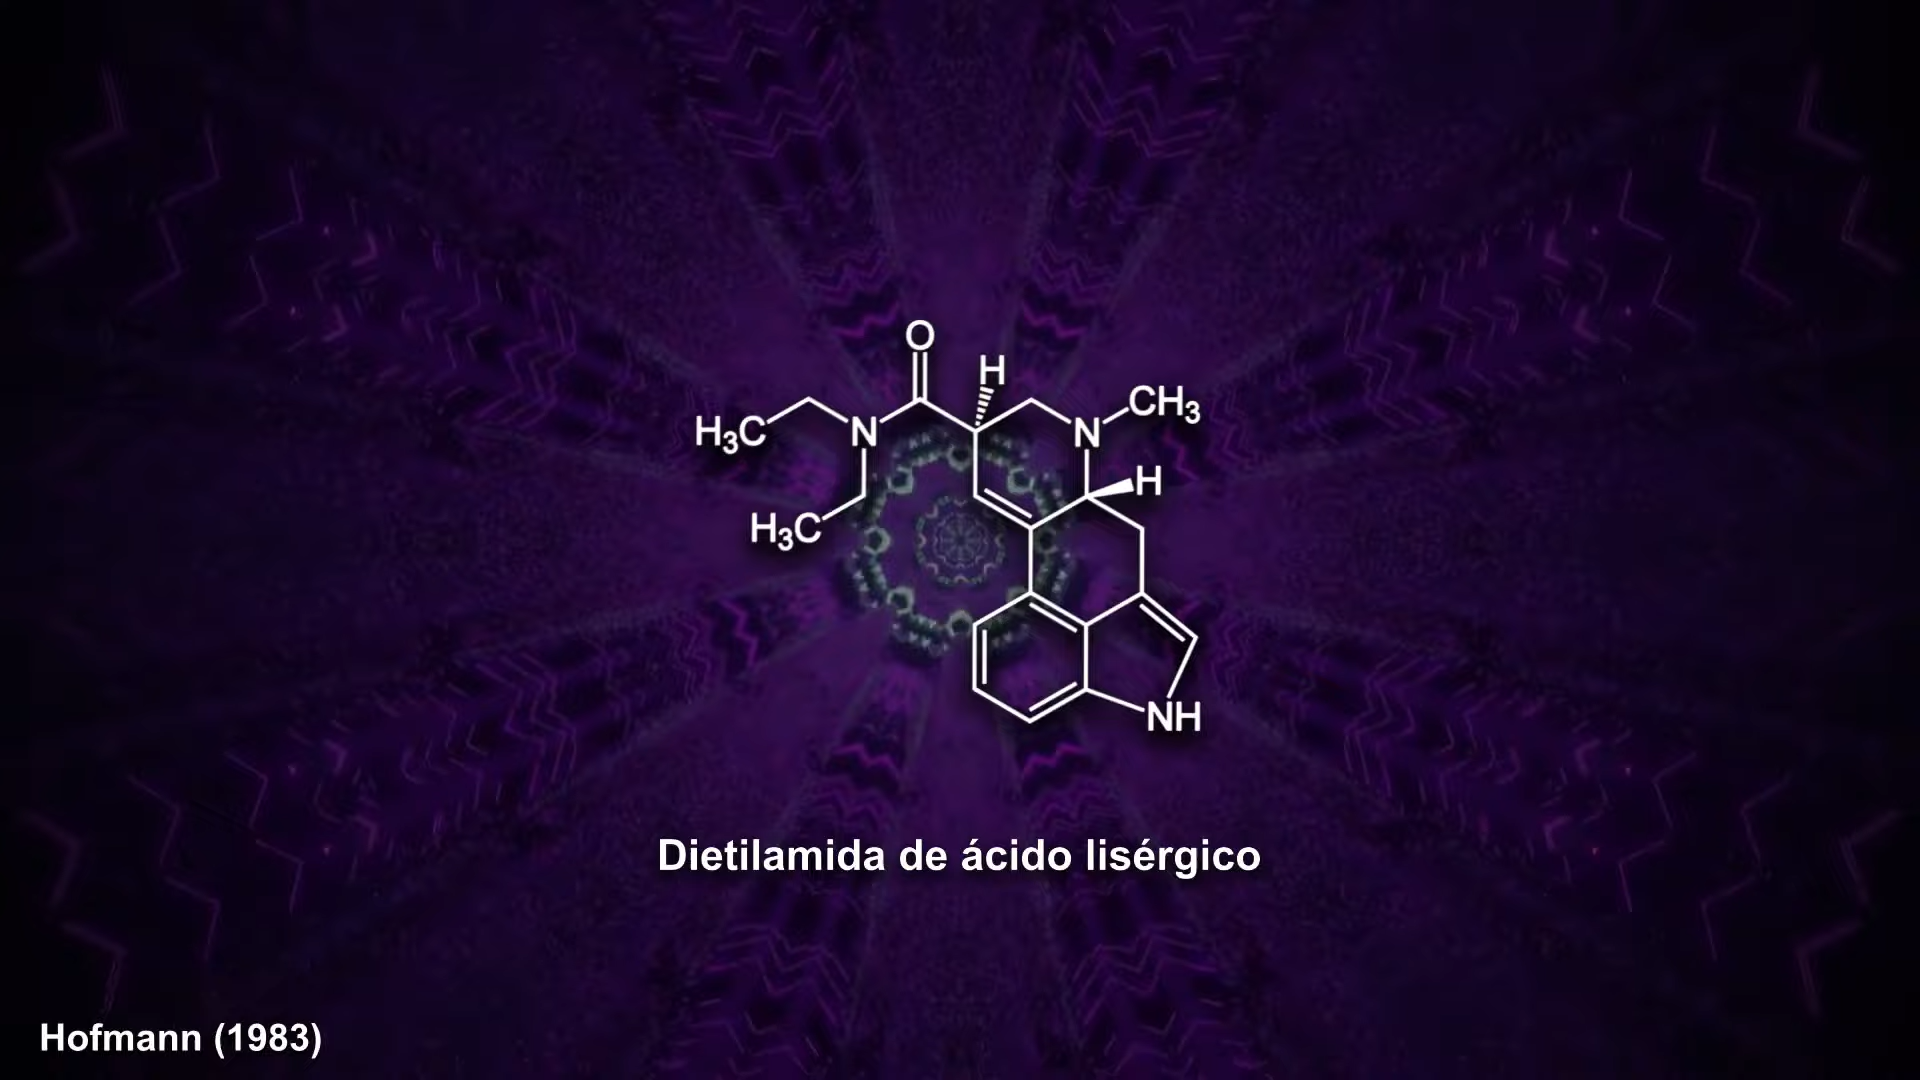 O
H
CH₃
H₃C
N
N
H
H₃C
NH
Dietilamida de ácido lisérgico
Hofmann (1983)